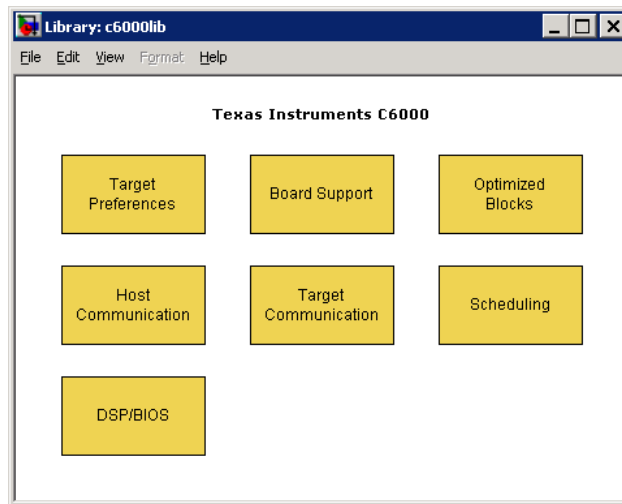 Library: c6000lib
File Edit View Format Help
Texas Instruments C6000
Target
Preferences
Board Support
Optimized
Blocks
Host
Communication
Target
Communication
Scheduling
DSP/BIOS